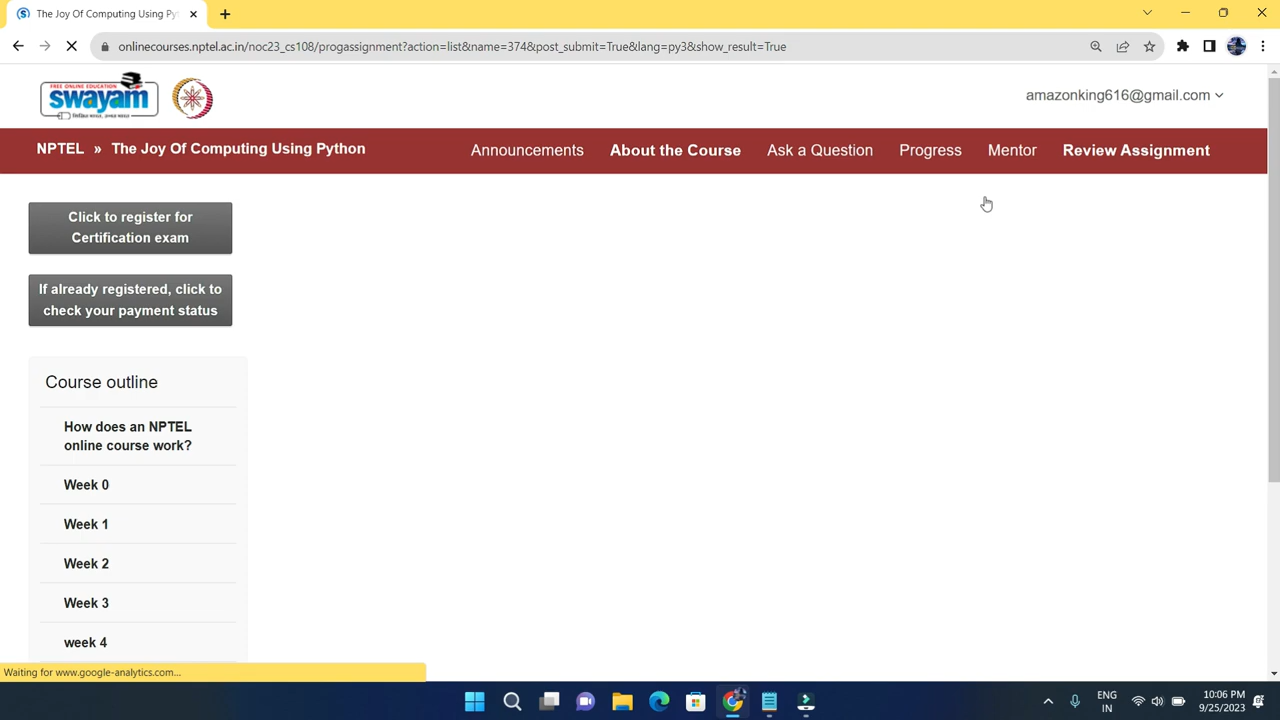 The Joy Of Computing Using Py
onlinecourses.nptel.ac.in/noc23_cs108/progassignment?action=list&name=374&post_submit=True&lang=py3&show_result=True
FREE ONLINE EDUCATION
swayam
amazonking616@gmail.com
NPTEL » The Joy Of Computing Using Python
Announcements About the Course Ask a Question Progress Mentor Review Assignment
Click to register for
Certification exam
If already registered, click to
check your payment status
Course outline
How does an NPTEL
online course work?
Week 0
Week 1
Week 2
Week 3
week 4
Waiting for www.google-analytics.com...
ENG
IN
10:06 PM
9/25/2023